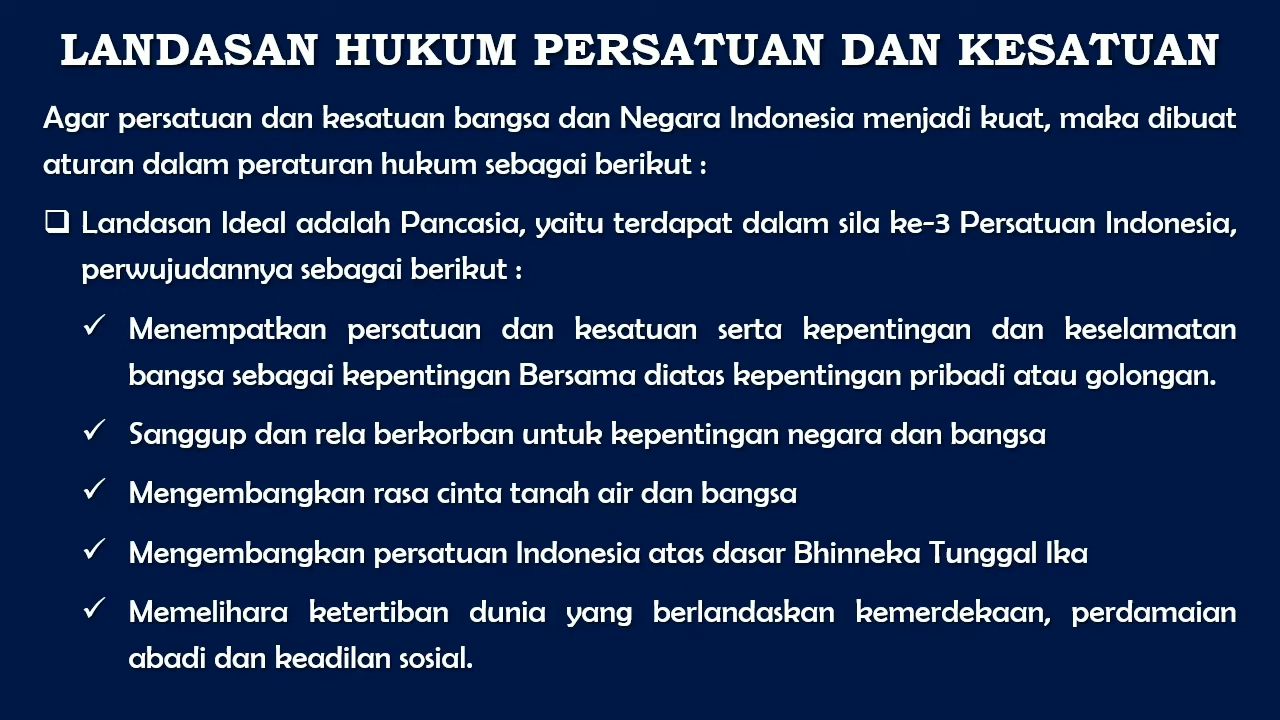 LANDASAN HUKUM PERSATUAN DAN KESATUAN
Agar persatuan dan kesatuan bangsa dan Negara Indonesia menjadi kuat, maka dibuat
aturan dalam peraturan hukum sebagai berikut :
❑ Landasan Ideal adalah Pancasia, yaitu terdapat dalam sila ke-3 Persatuan Indonesia,
perwujudannya sebagai berikut :
✓ Menempatkan persatuan dan kesatuan serta kepentingan dan keselamatan
bangsa sebagai kepentingan Bersama diatas kepentingan pribadi atau golongan.
✓ Sanggup dan rela berkorban untuk kepentingan negara dan bangsa
✓ Mengembangkan rasa cinta tanah air dan bangsa
✓ Mengembangkan persatuan Indonesia atas dasar Bhinneka Tunggal Ika
✓ Memelihara ketertiban dunia yang berlandaskan kemerdekaan, perdamaian
abadi dan keadilan sosial.